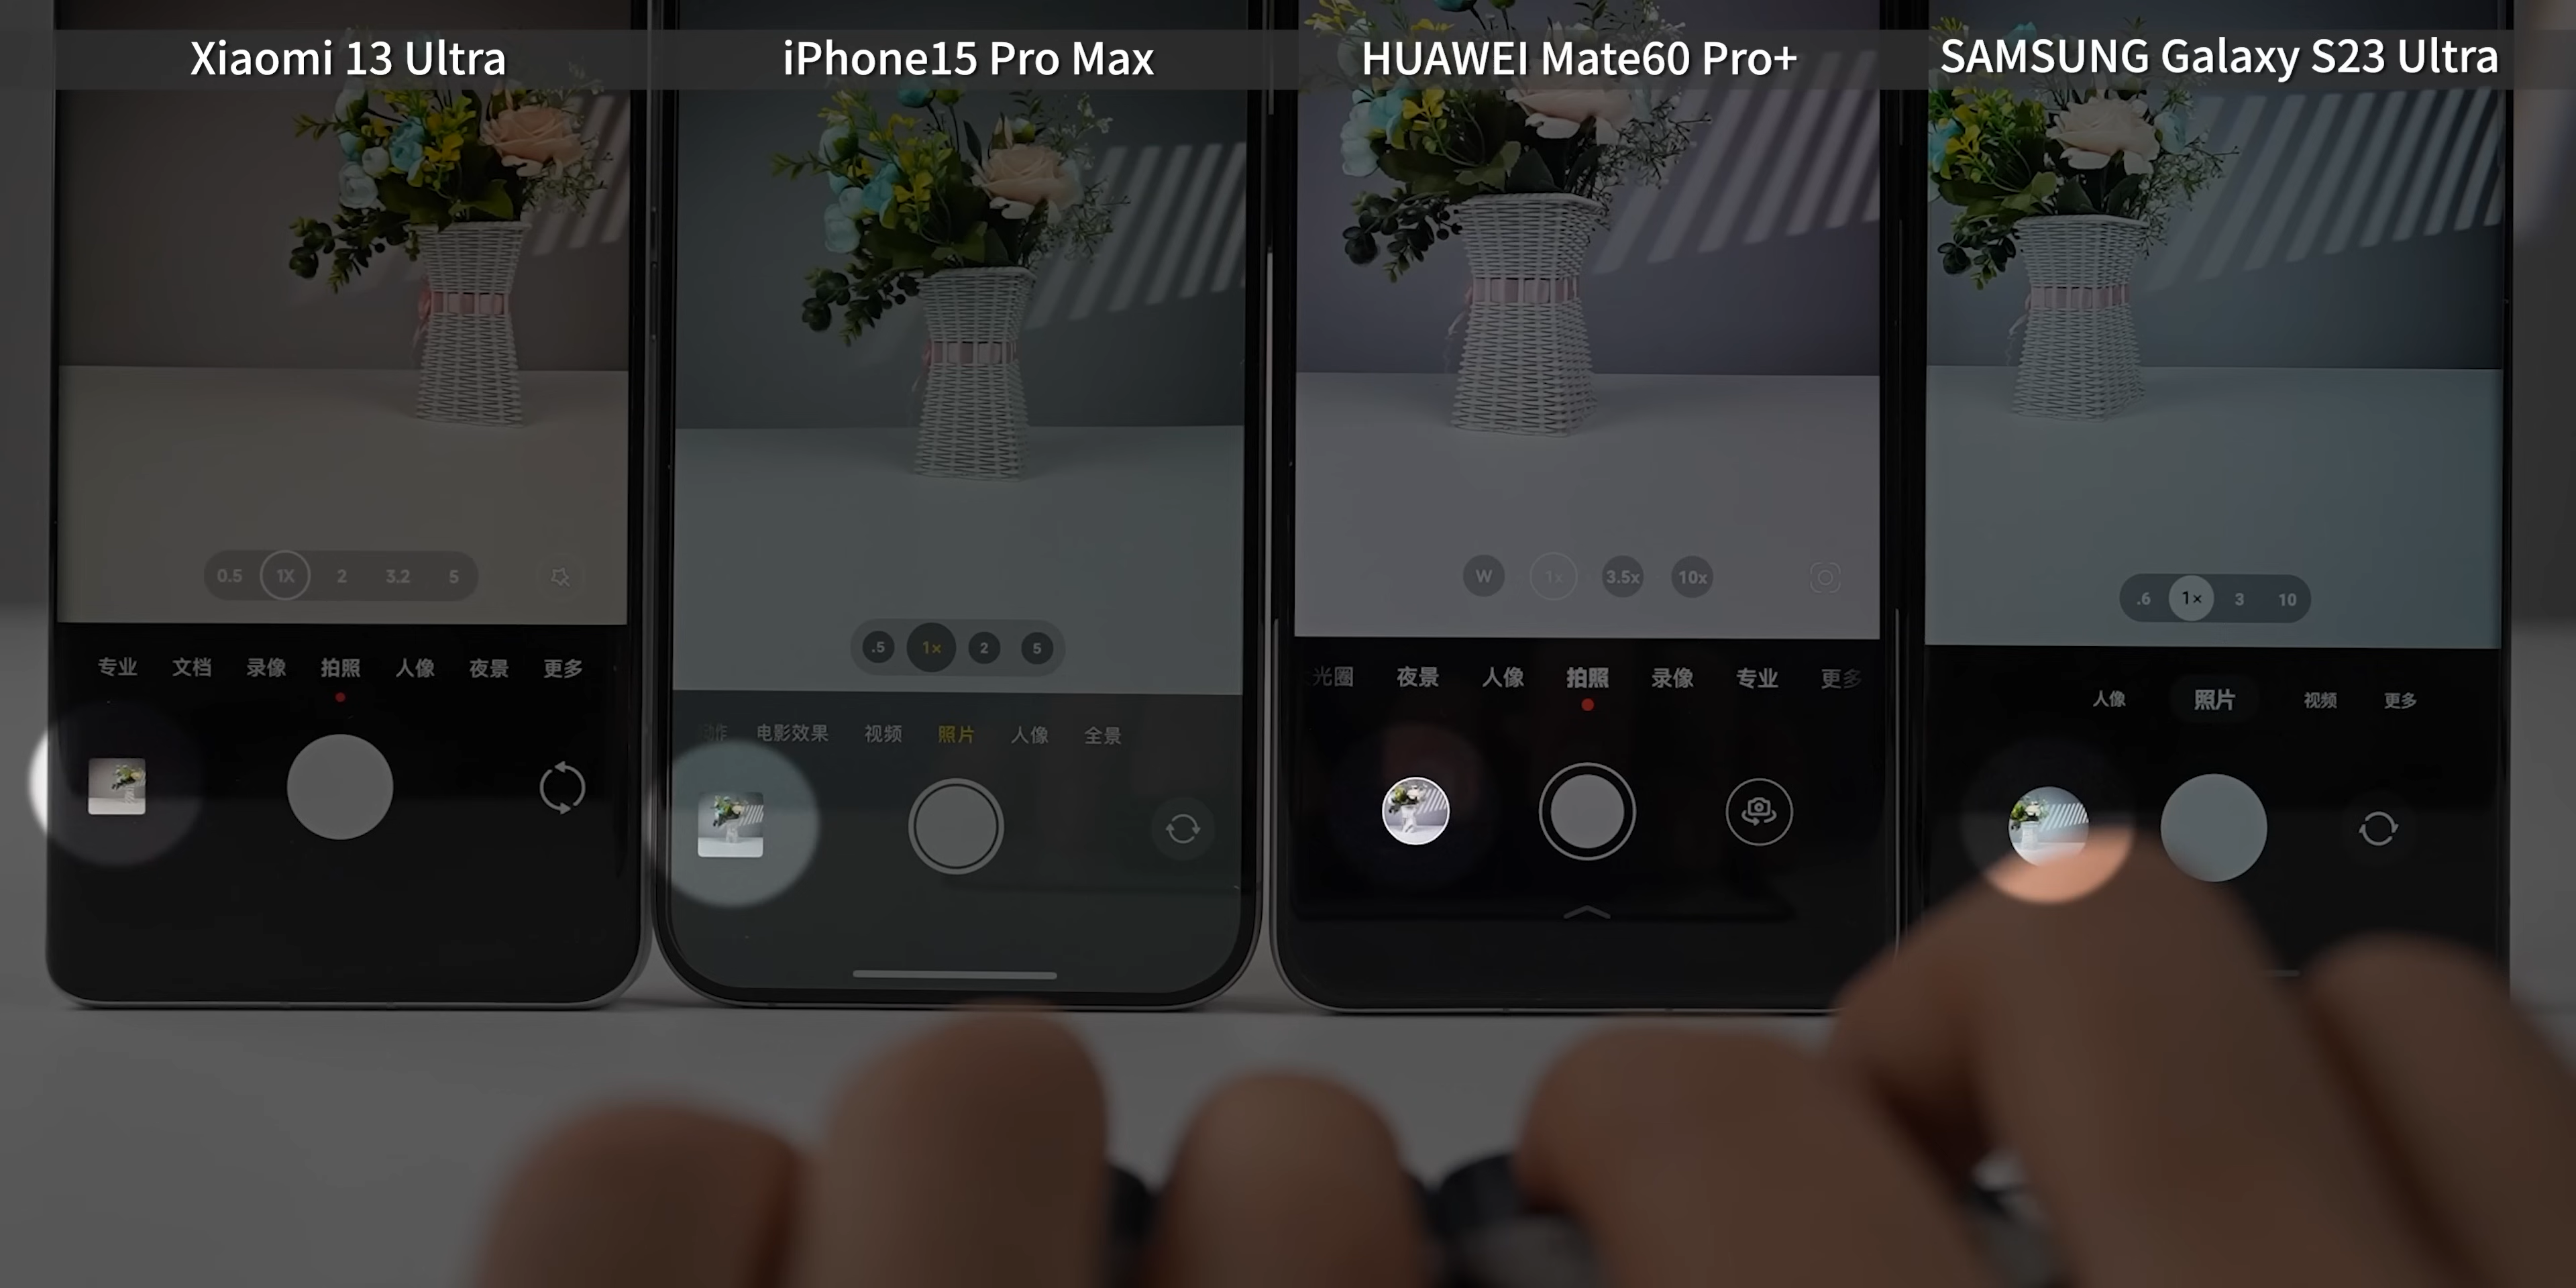 Xiaomi 13 Ultra
iPhone15 Pro Max
HUAWEI Mate60 Pro+
SAMSUNG Galaxy S23 Ultra
0.5 1X 2 3.2 5
专业 文档 录像 拍照 人像 夜景 更多
.5 1× 2 5
电影效果 视频 照片 人像 全景
W 1x 3.5x 10x
光圈 夜景 人像 拍照 录像 专业 更多
.6 1× 3 10
人像 照片 视频 更多